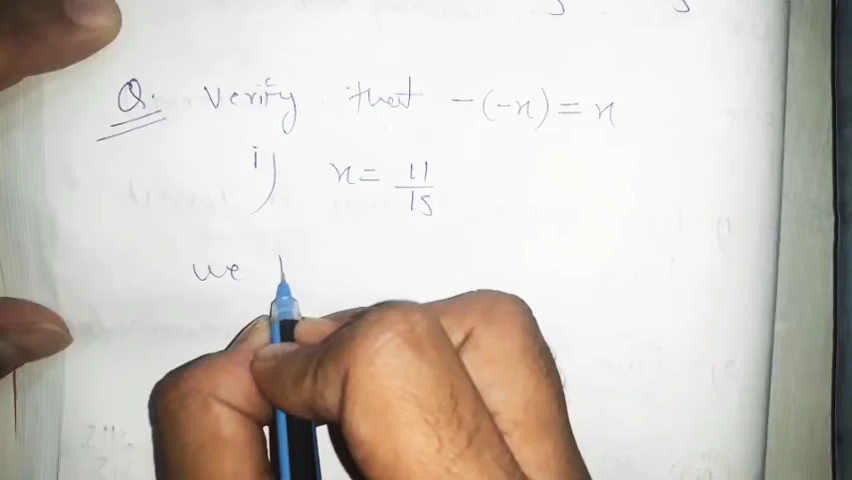 Q. Verify that -(-x) = x
i) x = 11/15
we